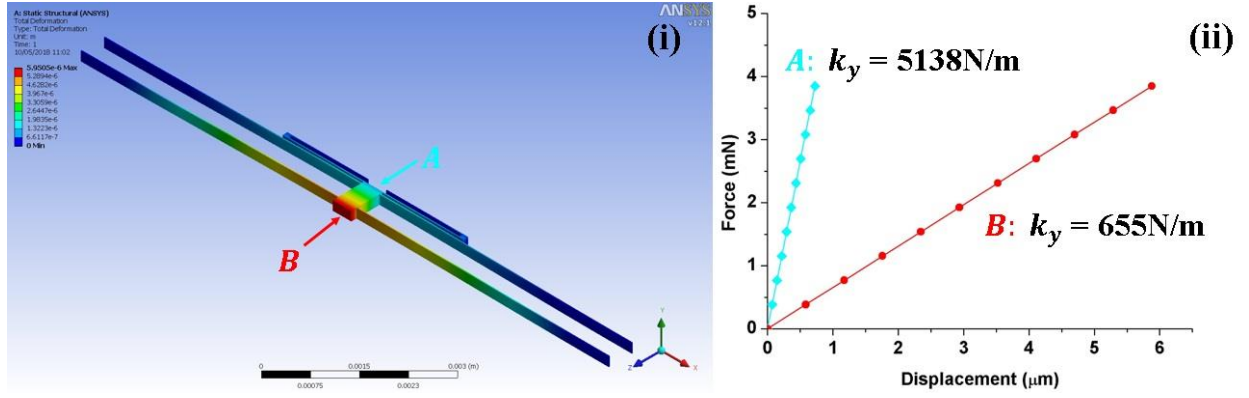 A: Static Structural (ANSYS)
Total Deformation
Type: Total Deformation
Unit: m
Time: 1
10/05/2018 11:02
5.9505e-6 Max
5.2894e-6
4.6282e-6
3.967e-6
3.3059e-6
2.6447e-6
1.9835e-6
1.3223e-6
6.6117e-7
0 Min
ANSYS
v12.1
(i)
A
B
Y
Z
X
0
0.0015
0.003 (m)
0.00075
0.0023
(ii)
A: ky = 5138N/m
B: ky = 655N/m
Force (mN)
5
4
3
2
1
0
0 1 2 3 4 5 6
Displacement (μm)